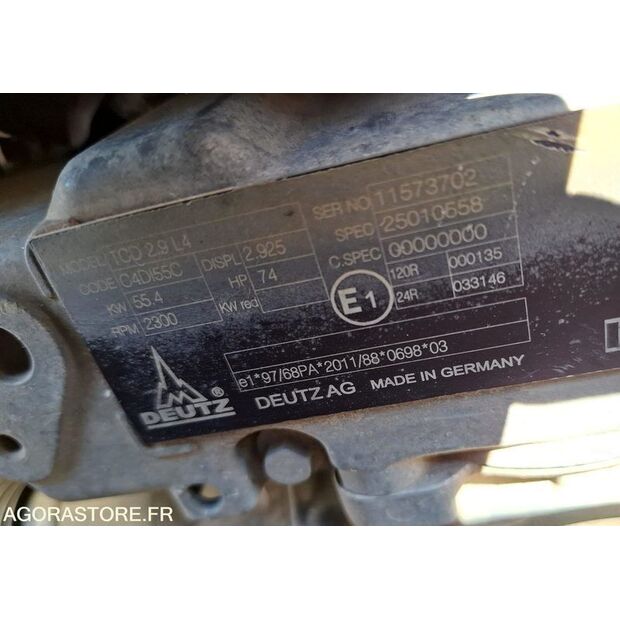 MODEL TCD 2.9 L4
CODE C4DI55C DISPL 2.925
KW 55.4 HP 74
RPM 2300 KW red
SER NO 11573702
SPEC 25010658
C.SPEC 00000000
E1 120R 000135
24R 033146
e1*97/68PA*2011/88*0698*03
DEUTZ ® DEUTZ AG MADE IN GERMANY
AGORASTORE.FR